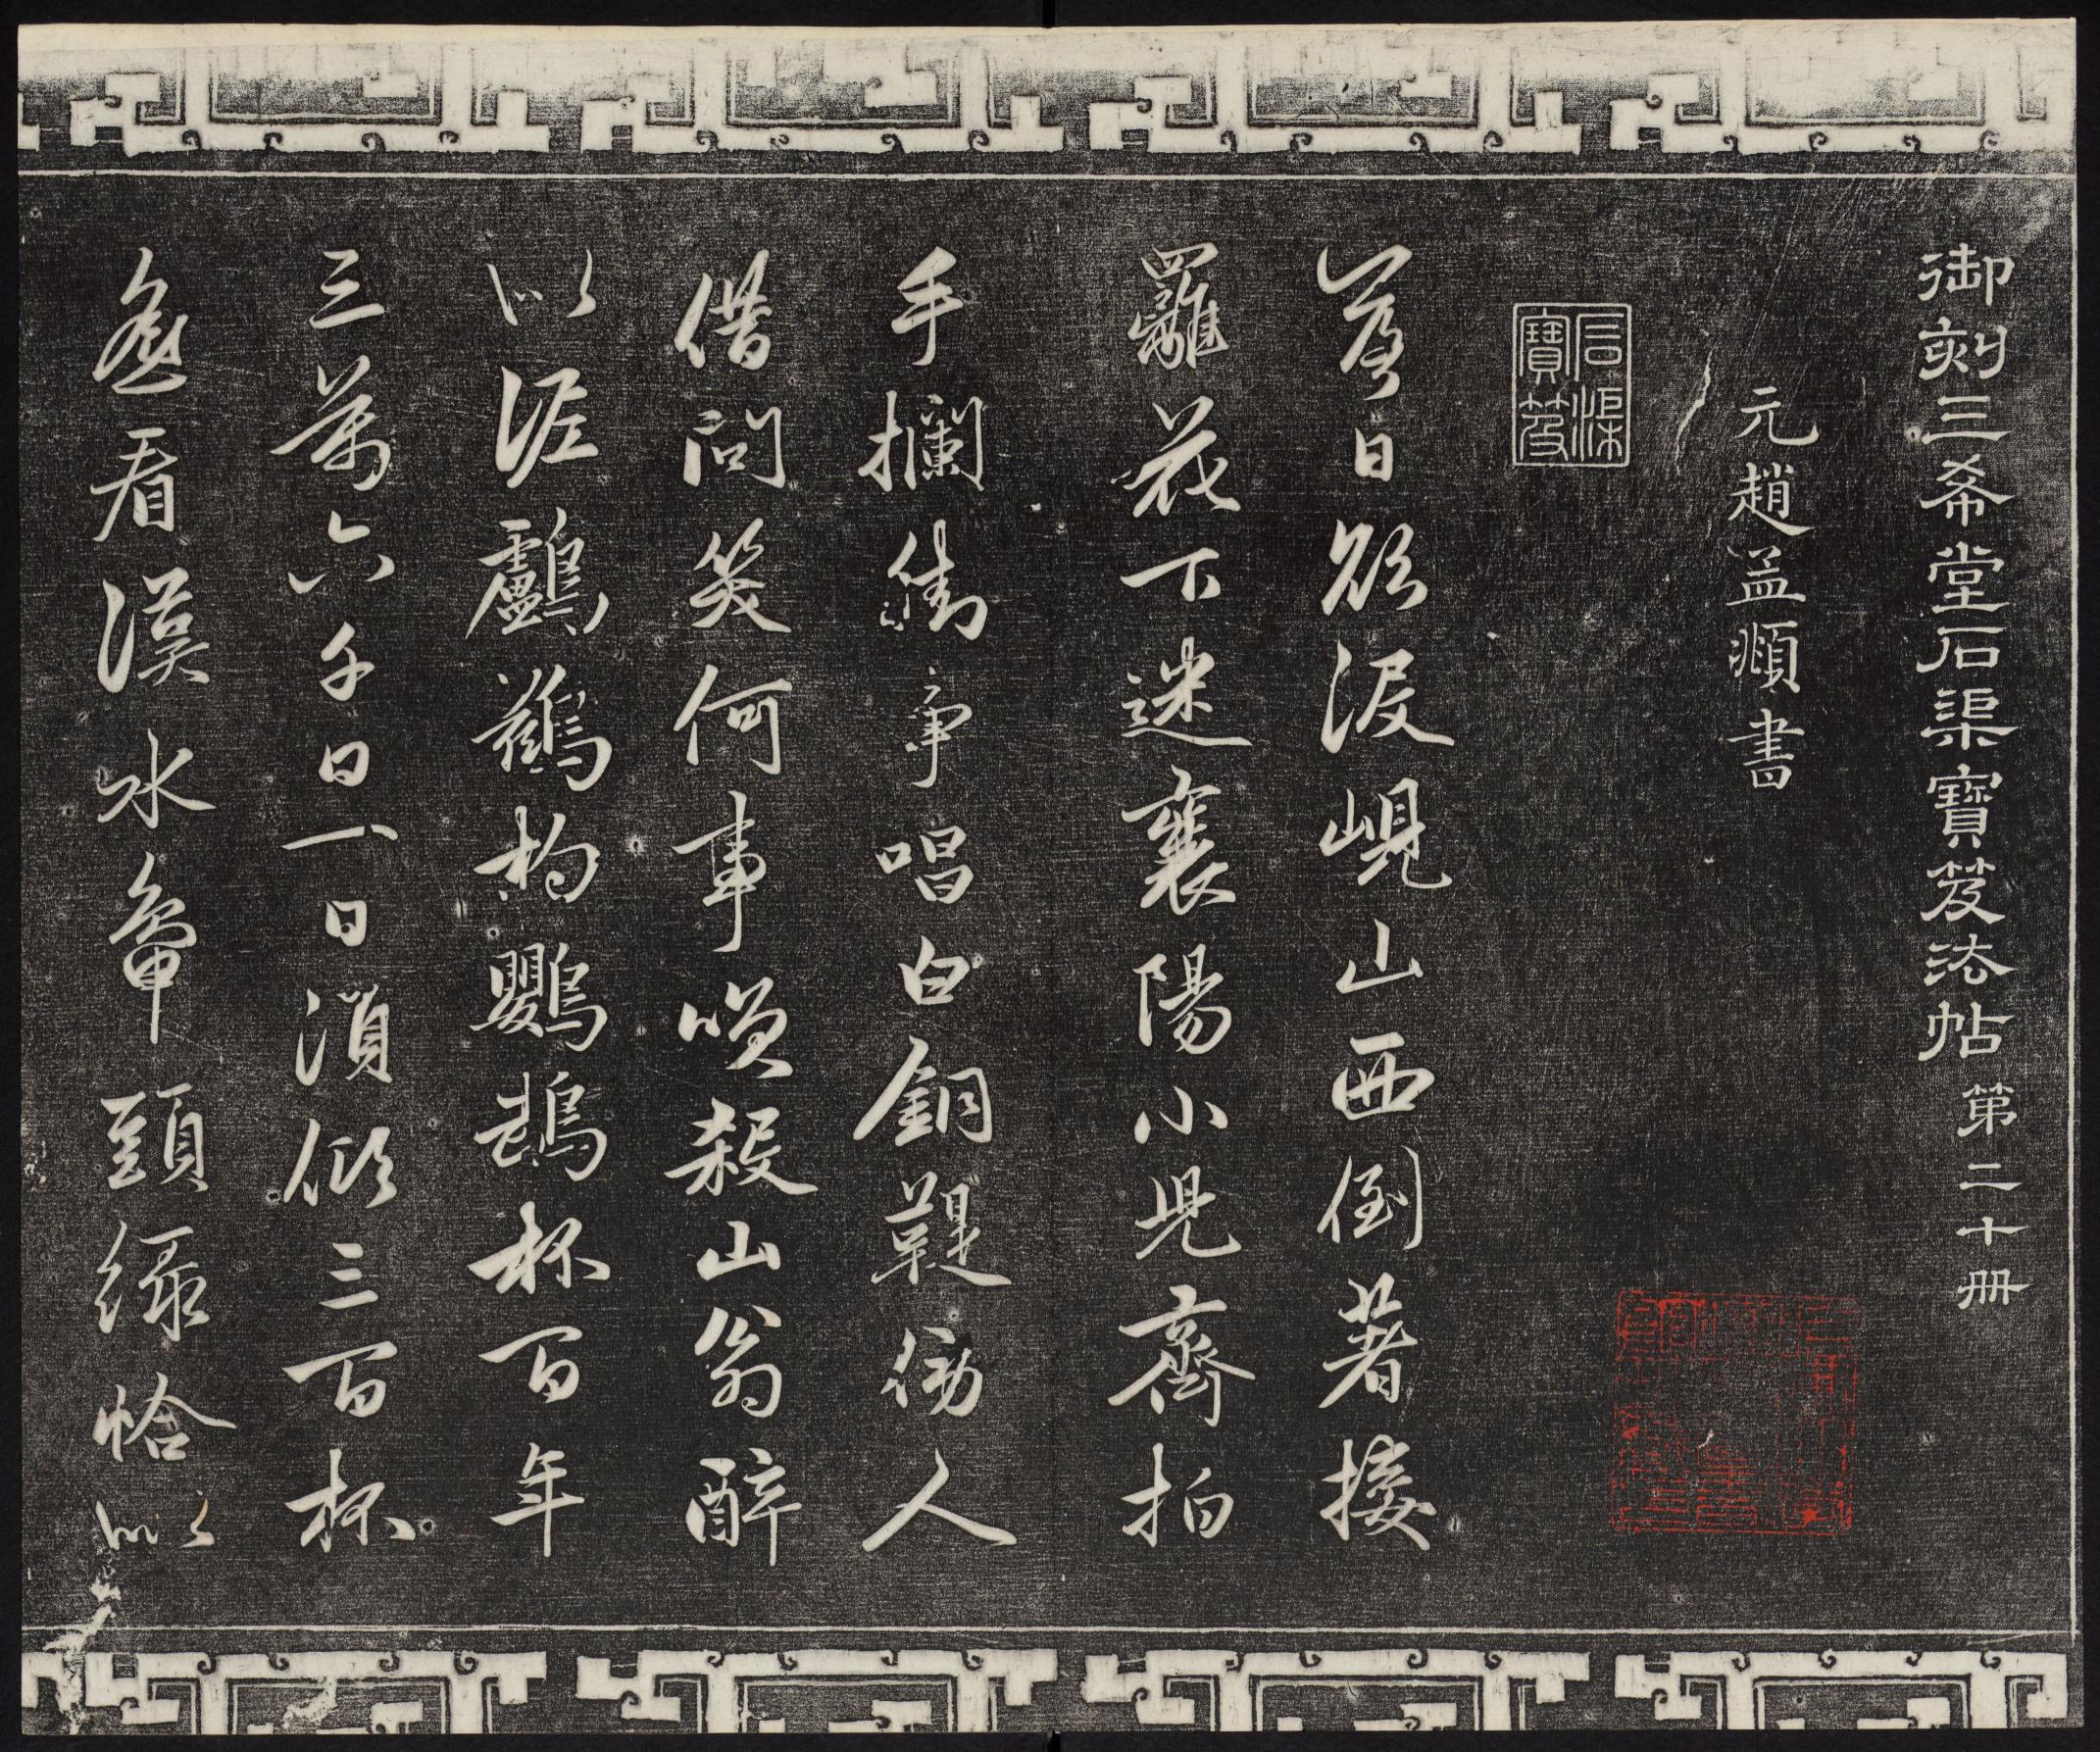 御刻三希堂石渠寶笈法帖 第二十册
元趙孟頫書
石渠寶笈
落日欲没峴山西倒著接
䍦花下迷襄陽小兒齊拍
手攔街爭唱白銅鞮傍人
借問笑何事咲殺山翁醉
似泥鸕鶿杓鸚鵡杯百年
三萬六千日一日須傾三百杯
遙看漢水鴨頭綠恰似